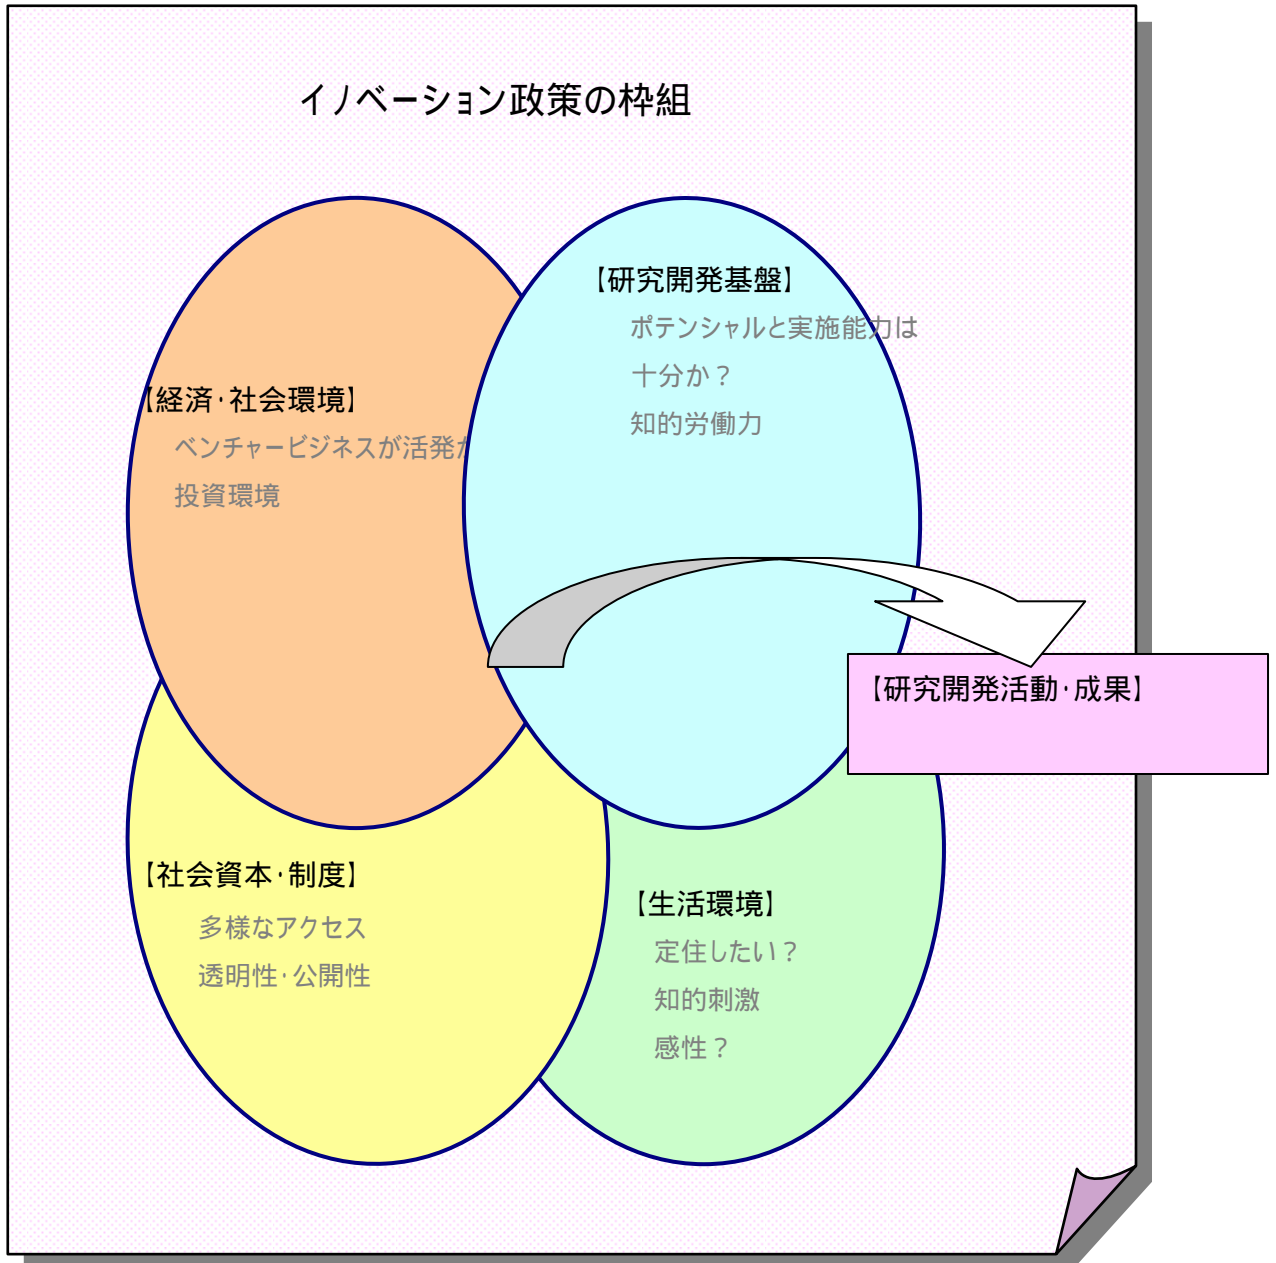 イノベーション政策の枠組
【研究開発基盤】
ポテンシャルと実施能力は
十分か？
知的労働力
【経済・社会環境】
ベンチャービジネスが活発
投資環境
【研究開発活動・成果】
【社会資本・制度】
多様なアクセス
透明性・公開性
【生活環境】
定住したい？
知的刺激
感性？